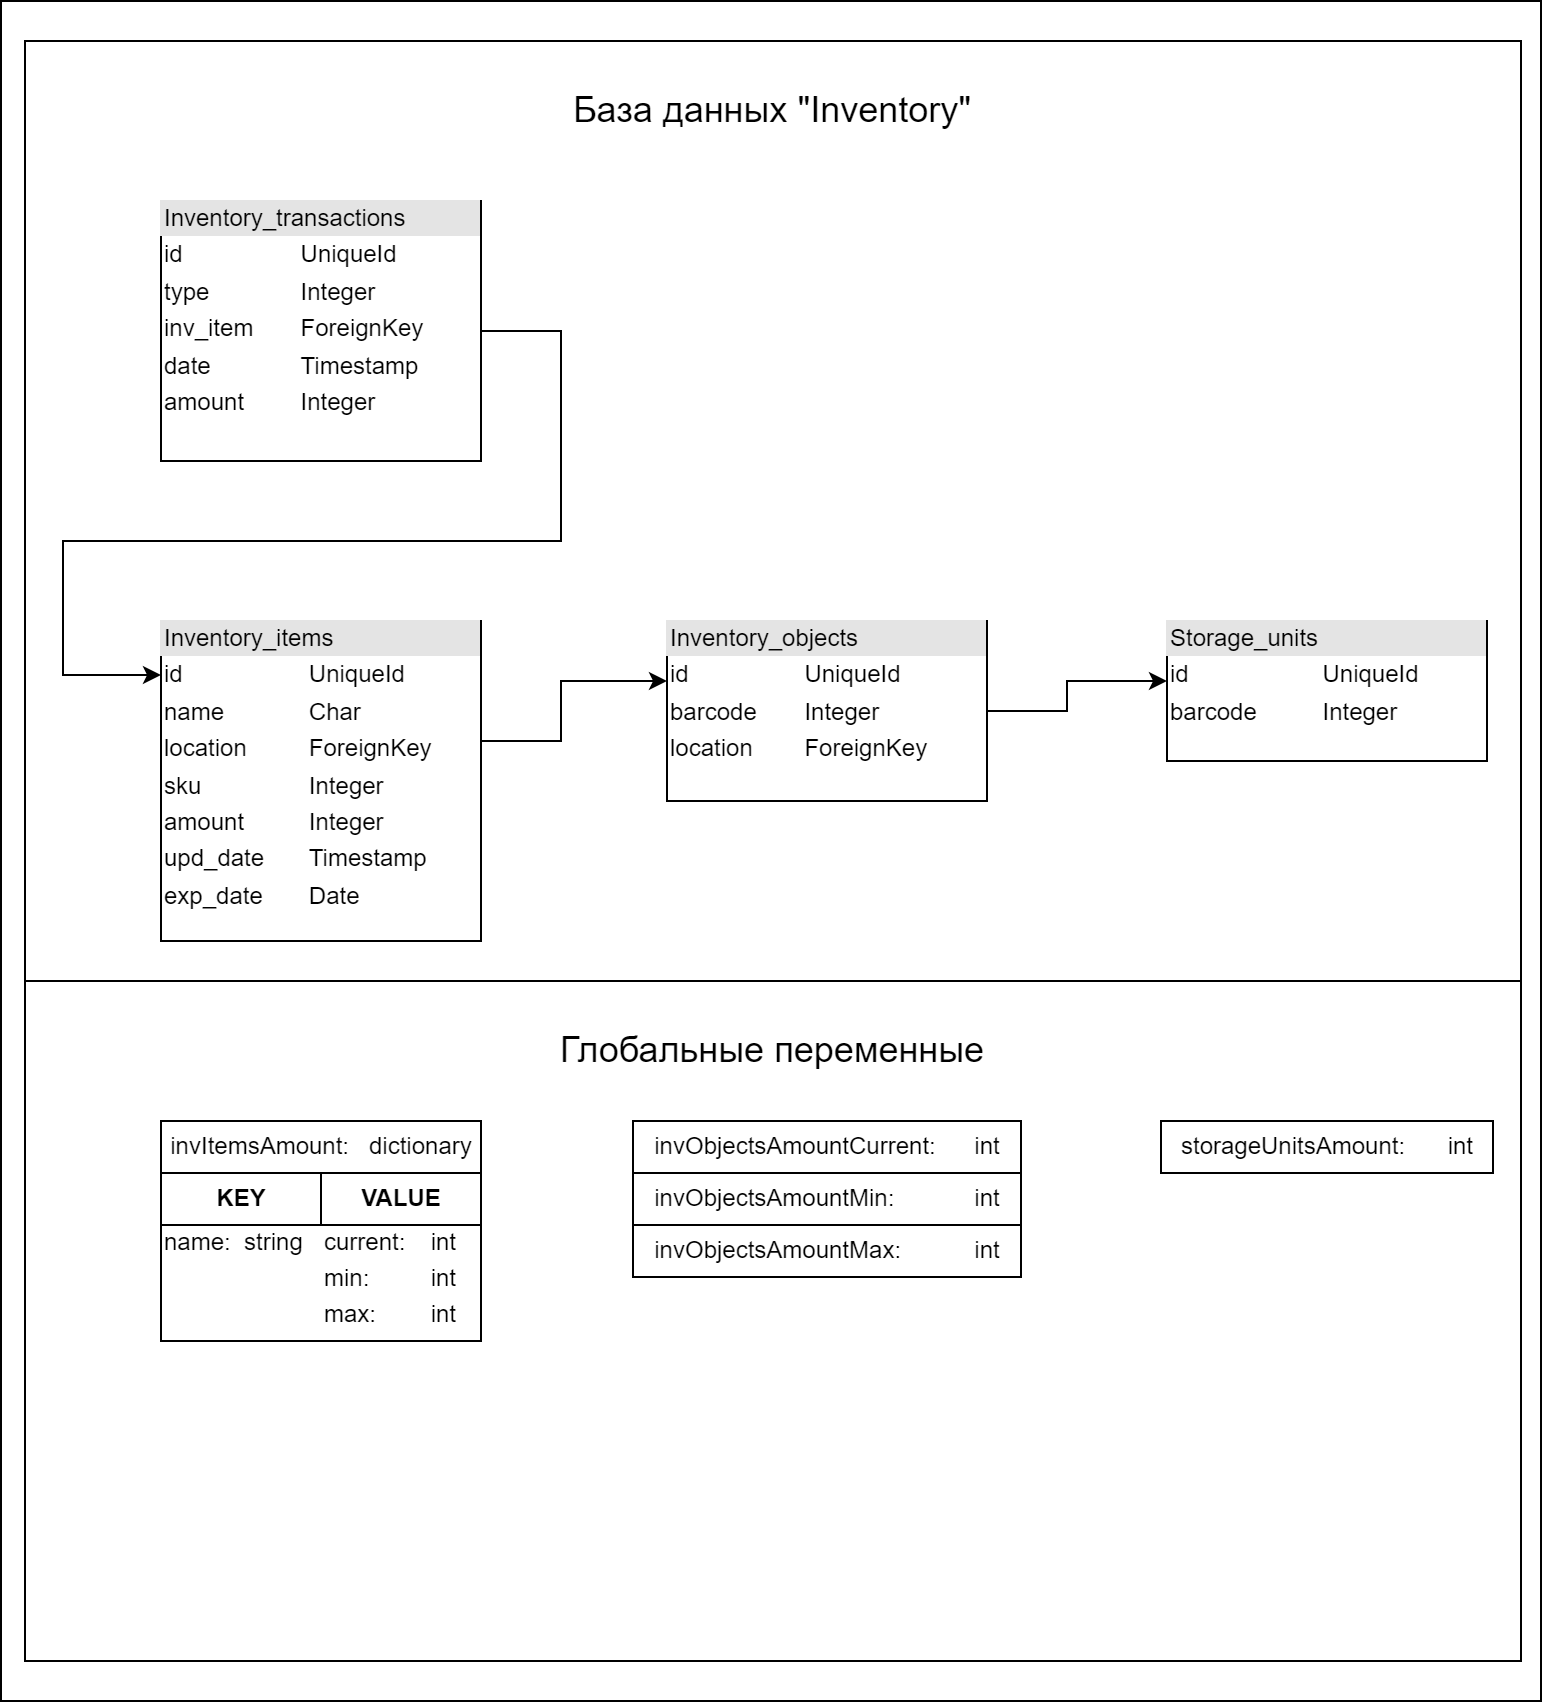 База данных "Inventory"
Inventory_transactions
id UniqueId
type Integer
inv_item ForeignKey
date Timestamp
amount Integer
Inventory_items
id UniqueId
name Char
location ForeignKey
sku Integer
amount Integer
upd_date Timestamp
exp_date Date
Inventory_objects
id UniqueId
barcode Integer
location ForeignKey
Storage_units
id UniqueId
barcode Integer
Глобальные переменные
invItemsAmount: dictionary
KEY VALUE
name: string current: int
min: int
max: int
invObjectsAmountCurrent: int
invObjectsAmountMin: int
invObjectsAmountMax: int
storageUnitsAmount: int